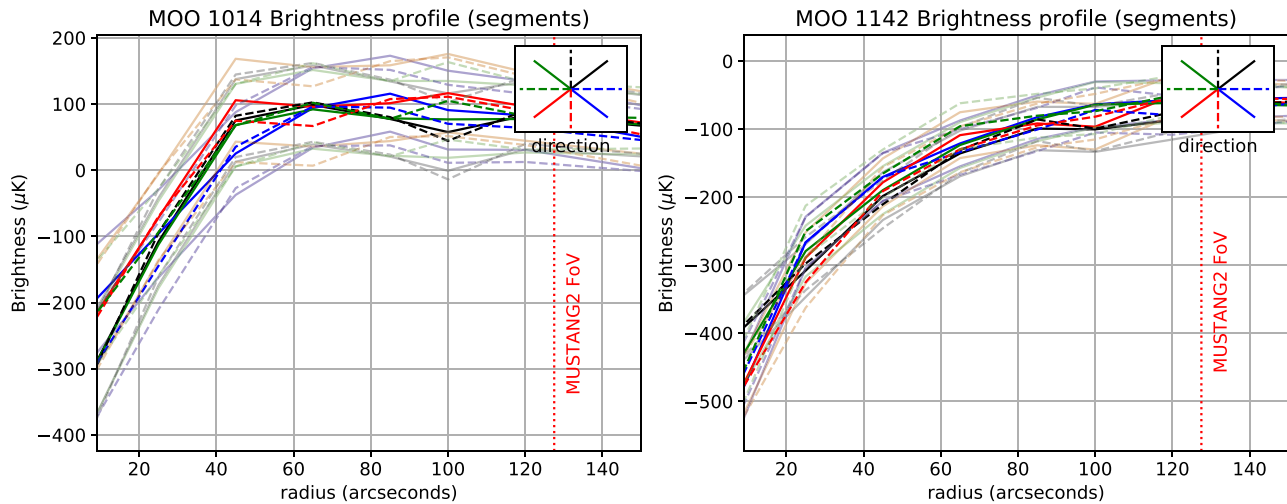 MOO 1014 Brightness profile (segments)
200
100
0
−100
−200
−300
−400
Brightness (μK)
20
40
60
80
100
120
140
radius (arcseconds)
direction
MUSTANG2 FoV
MOO 1142 Brightness profile (segments)
0
−100
−200
−300
−400
−500
Brightness (μK)
20
40
60
80
100
120
140
radius (arcseconds)
direction
MUSTANG2 FoV